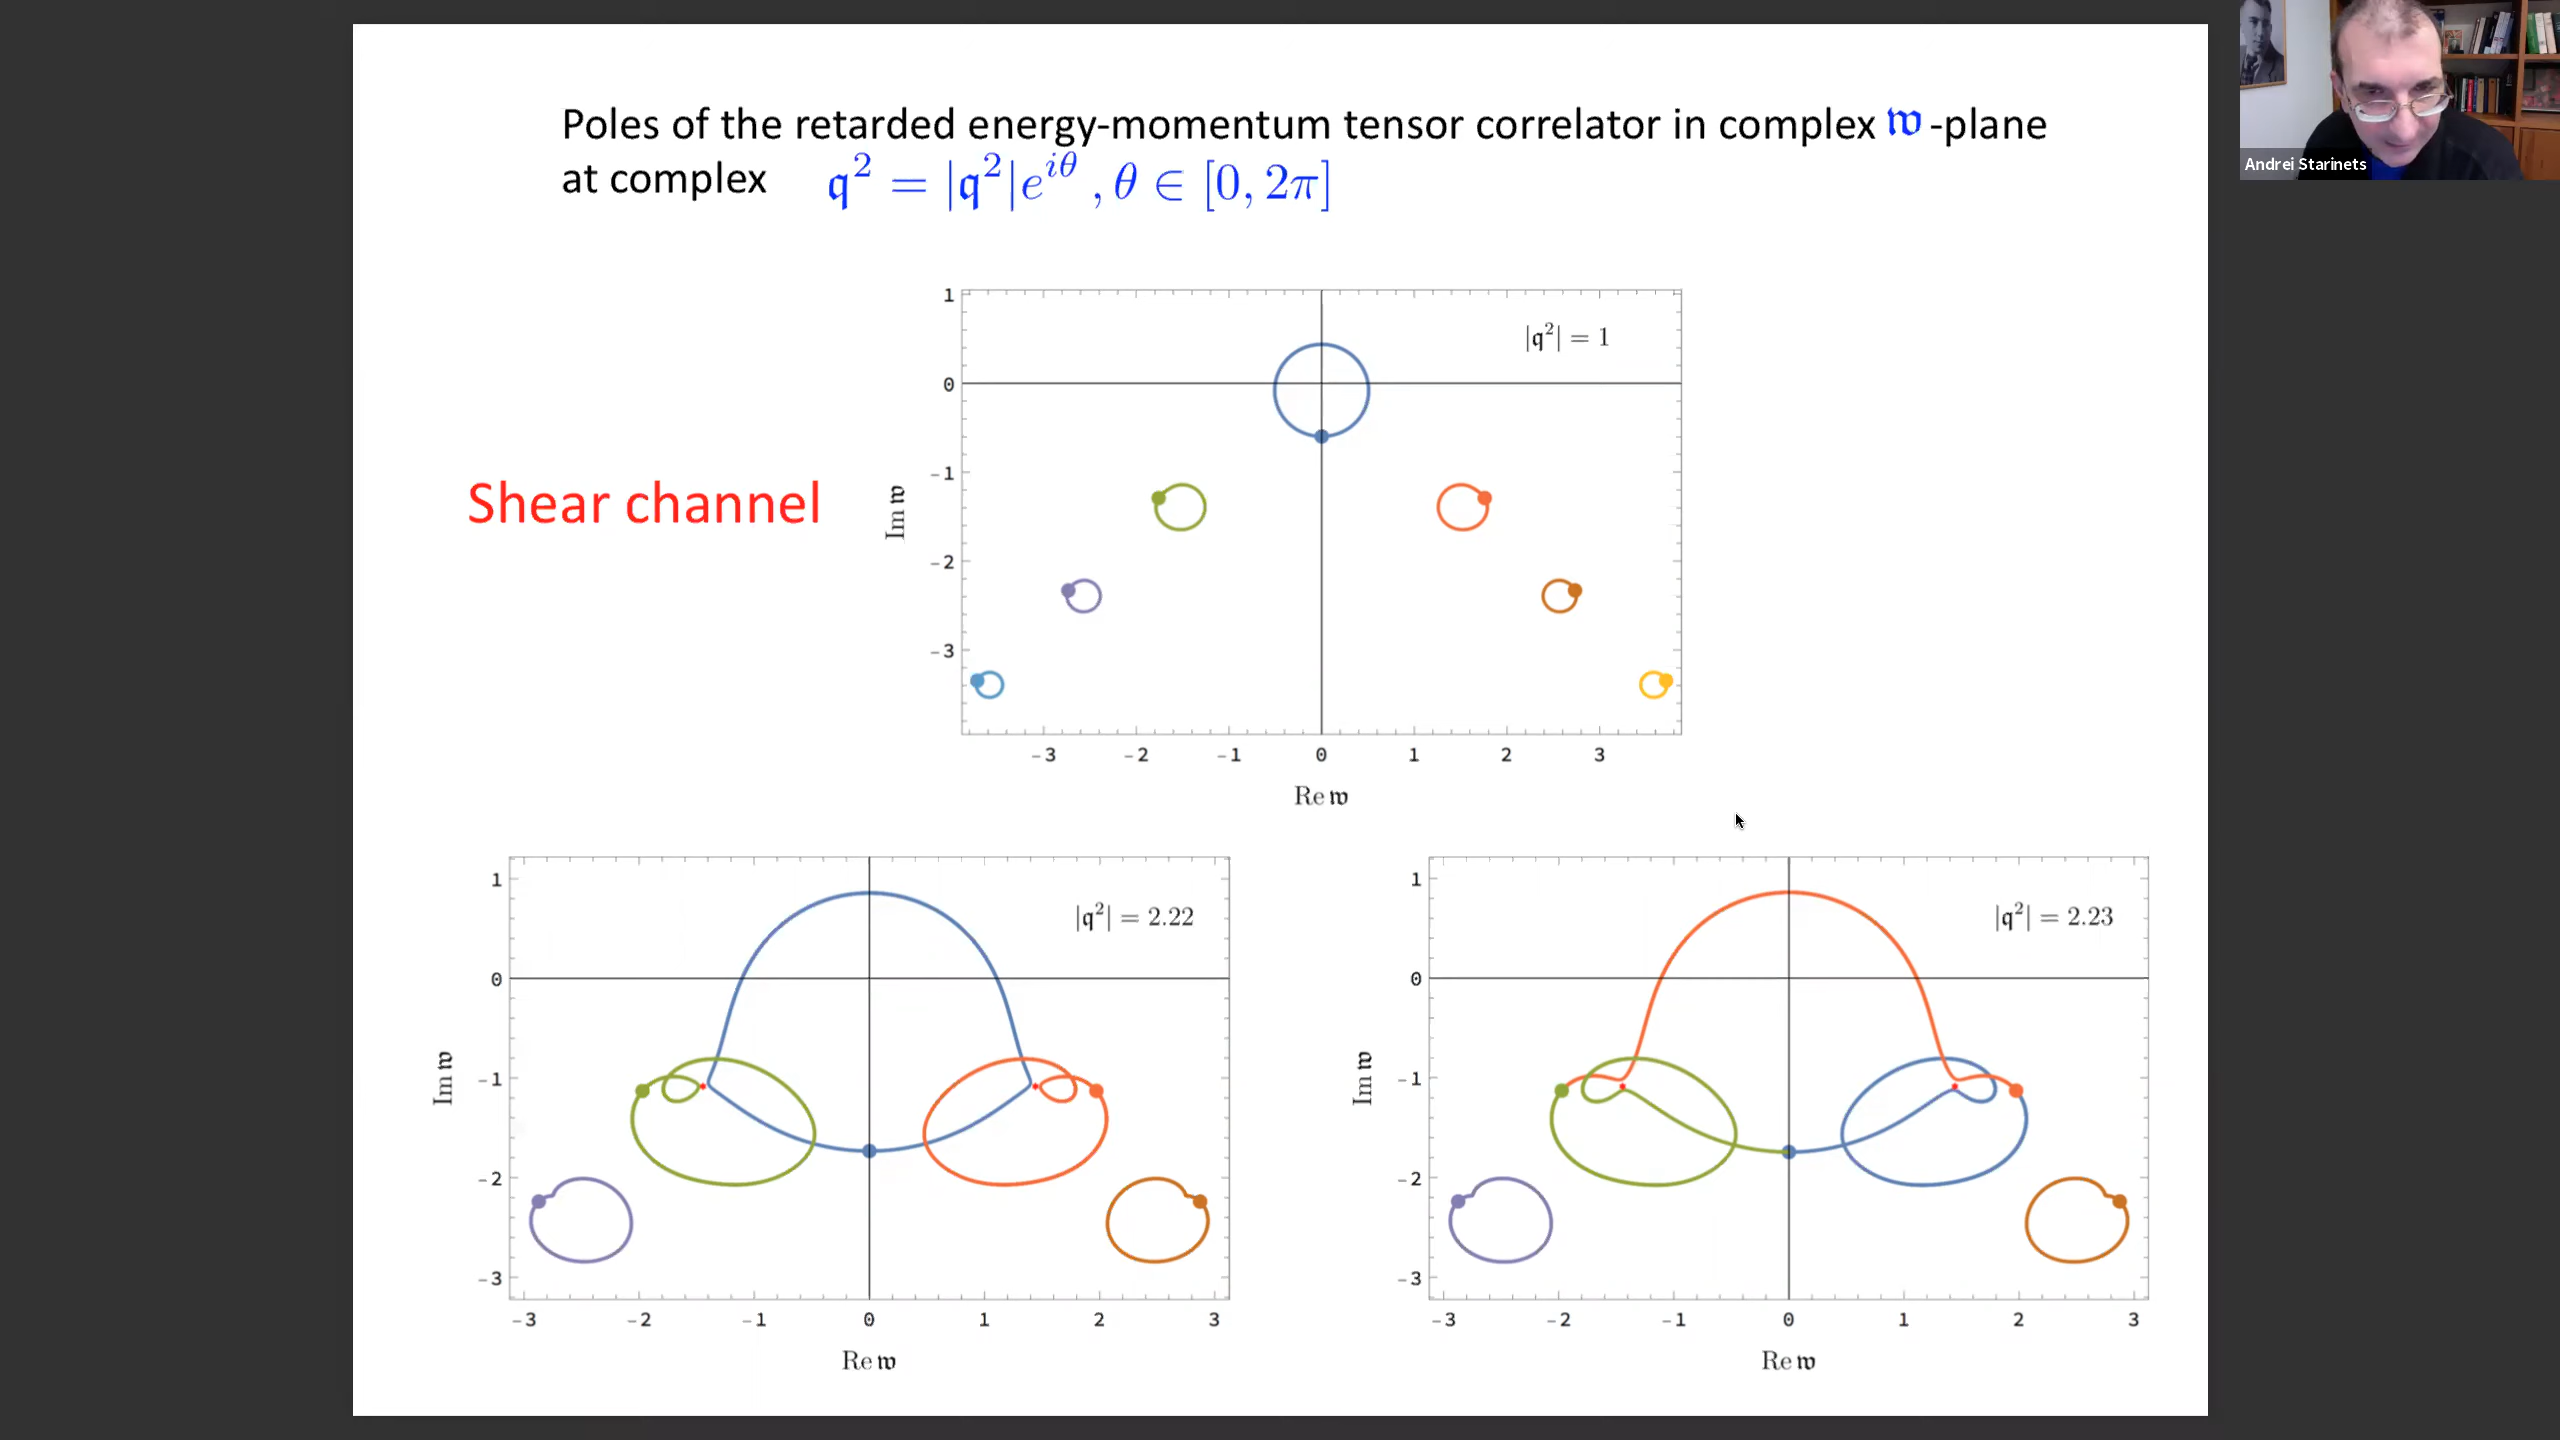 Poles of the retarded energy-momentum tensor correlator in complex 𝔴 -plane
at complex 𝔮² = |𝔮²|e^{iθ} , θ ∈ [0, 2π]
Andrei Starinets
Shear channel
|𝔮²| = 1
1
0
−1
−2
−3
Im 𝔴
−3 −2 −1 0 1 2 3
Re 𝔴
|𝔮²| = 2.22
1
0
−1
−2
−3
Im 𝔴
−3 −2 −1 0 1 2 3
Re 𝔴
|𝔮²| = 2.23
1
0
−1
−2
−3
Im 𝔴
−3 −2 −1 0 1 2 3
Re 𝔴